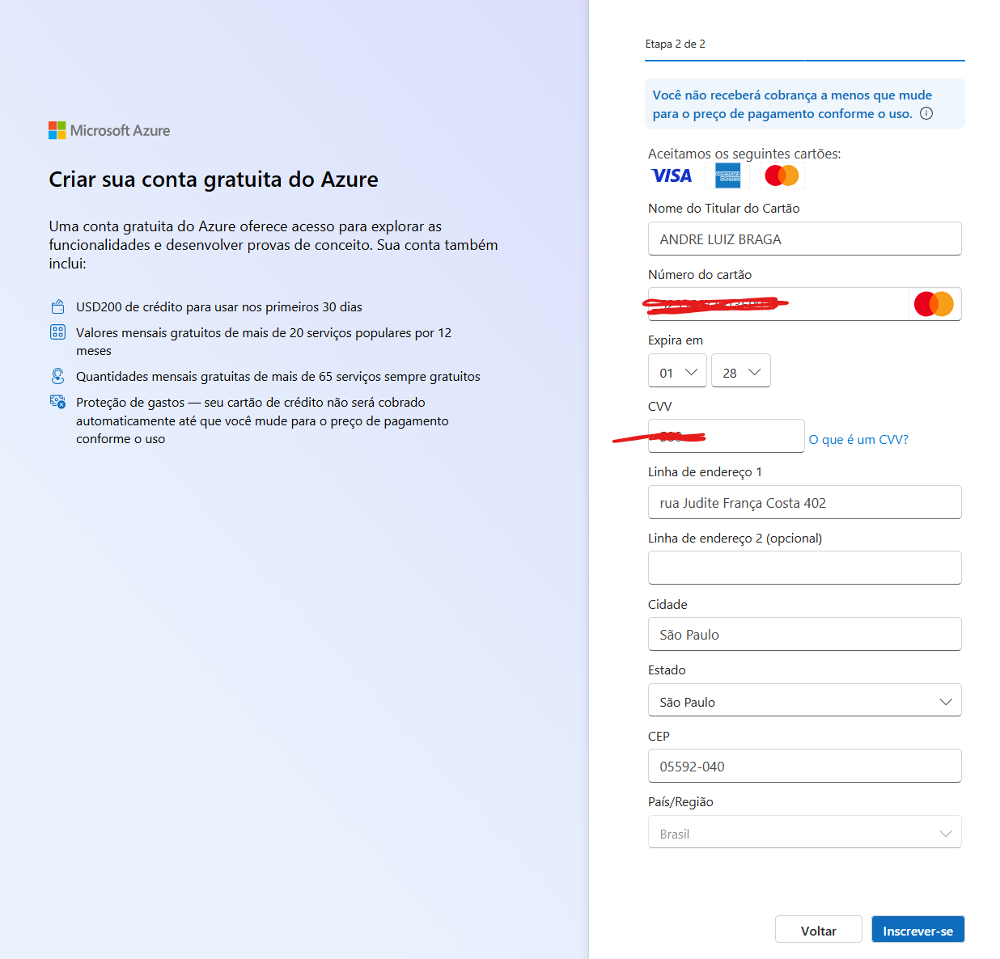 Microsoft Azure
Criar sua conta gratuita do Azure
Uma conta gratuita do Azure oferece acesso para explorar as
funcionalidades e desenvolver provas de conceito. Sua conta também
inclui:
USD200 de crédito para usar nos primeiros 30 dias
Valores mensais gratuitos de mais de 20 serviços populares por 12
meses
Quantidades mensais gratuitas de mais de 65 serviços sempre gratuitos
Proteção de gastos — seu cartão de crédito não será cobrado
automaticamente até que você mude para o preço de pagamento
conforme o uso
Etapa 2 de 2
Você não receberá cobrança a menos que mude
para o preço de pagamento conforme o uso.
Aceitamos os seguintes cartões:
VISA AMERICAN EXPRESS
Nome do Titular do Cartão
ANDRE LUIZ BRAGA
Número do cartão
Expira em
01 28
CVV
O que é um CVV?
Linha de endereço 1
rua Judite França Costa 402
Linha de endereço 2 (opcional)
Cidade
São Paulo
Estado
São Paulo
CEP
05592-040
País/Região
Brasil
Voltar Inscrever-se